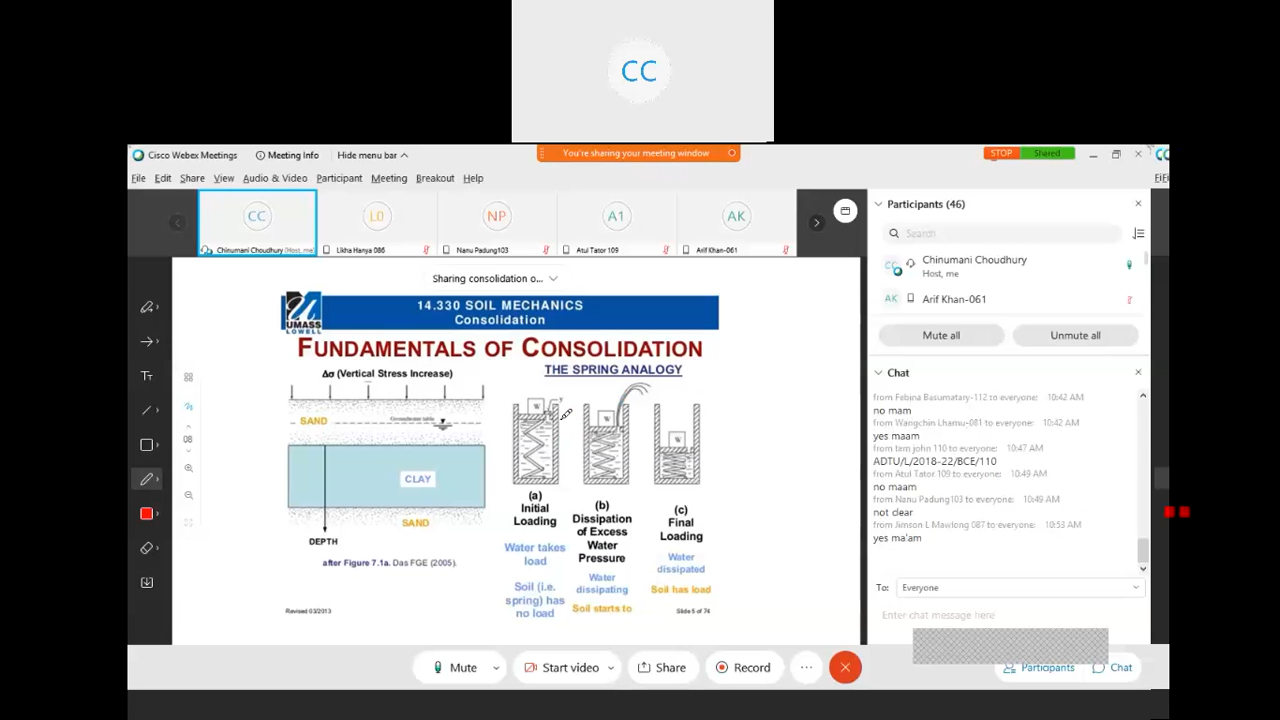 CC
Cisco Webex Meetings
Meeting Info
Hide menu bar
You're sharing your meeting window
STOP
Shared
File Edit Share View Audio & Video Participant Meeting Breakout Help
CC
L0
NP
A1
AK
Chinumani Choudhury (Host, me)
Likha Hanya 086
Nanu Padung103
Atul Tator 109
Arif Khan-061
Sharing consolidation o...
UMASS
LOWELL
14.330 SOIL MECHANICS
Consolidation
FUNDAMENTALS OF CONSOLIDATION
Δσ (Vertical Stress Increase)
THE SPRING ANALOGY
SAND
Groundwater table
CLAY
SAND
DEPTH
after Figure 7.1a. Das FGE (2005).
W
W
W
(a)
Initial
Loading
Water takes
load
Soil (i.e.
spring) has
no load
(b)
Dissipation
of Excess
Water
Pressure
Water
dissipating
Soil starts to
(c)
Final
Loading
Water
dissipated
Soil has load
Revised 03/2013
Slide 5 of 74
08
Participants (46)
Search
CC
Chinumani Choudhury
Host, me
AK
Arif Khan-061
Mute all
Unmute all
Chat
from Febina Basumatary-112 to everyone: 10:42 AM
no mam
from Wangchin Lhamu-081 to everyone: 10:42 AM
yes maam
from tam john 110 to everyone: 10:47 AM
ADTU/L/2018-22/BCE/110
from Atul Tator 109 to everyone: 10:49 AM
no maam
from Nanu Padung103 to everyone: 10:49 AM
not clear
from Jimson L Mawlong 087 to everyone: 10:53 AM
yes ma'am
To: Everyone
Enter chat message here
Mute
Start video
Share
Record
Participants
Chat